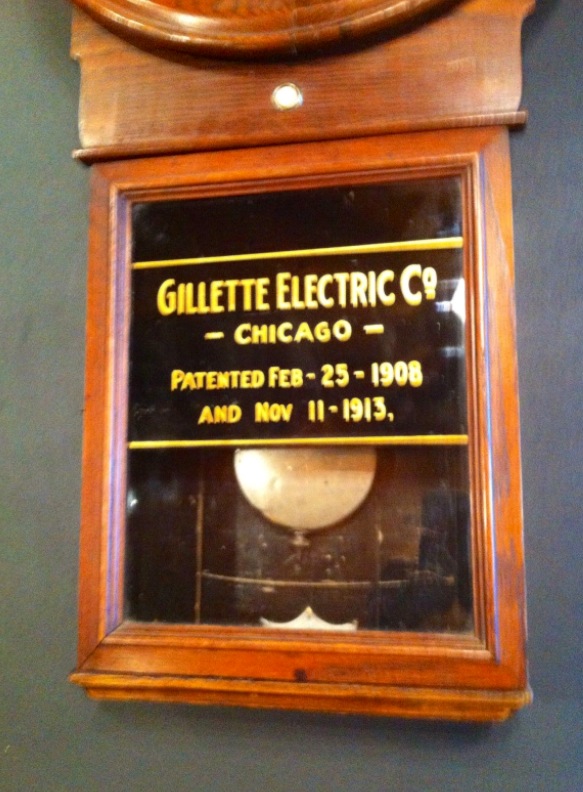 GILLETTE ELECTRIC Co
- CHICAGO -
PATENTED FEB - 25 - 1908
AND NOV 11 - 1913,